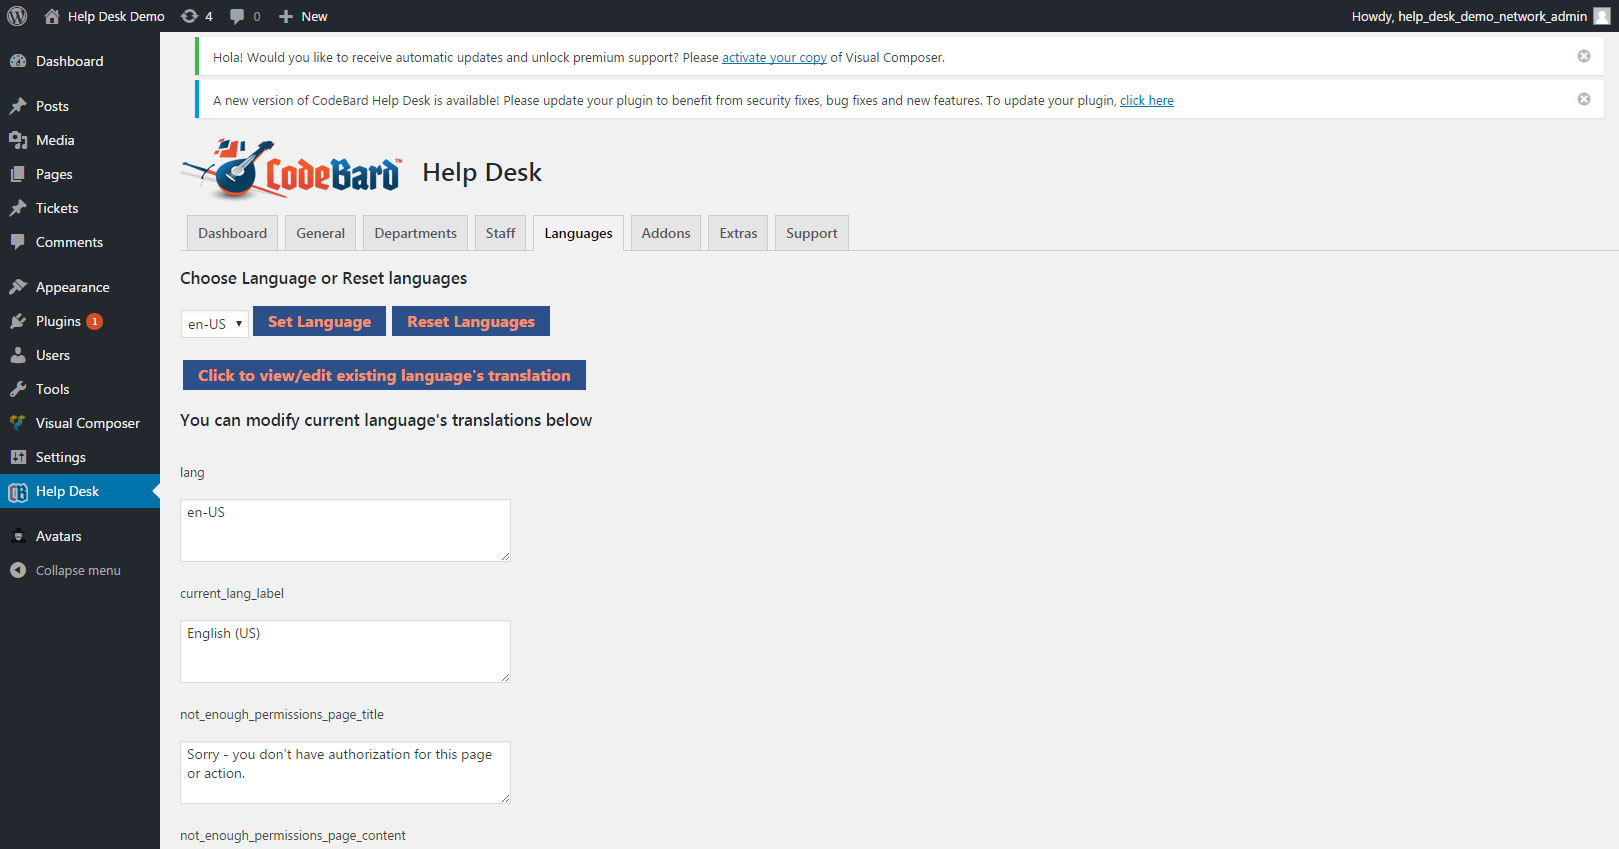 Help Desk Demo 4 0 New Howdy, help_desk_demo_network_admin
Dashboard
Posts
Media
Pages
Tickets
Comments
Appearance
Plugins 1
Users
Tools
Visual Composer
Settings
CB Help Desk
Avatars
Collapse menu
Hola! Would you like to receive automatic updates and unlock premium support? Please activate your copy of Visual Composer.
A new version of CodeBard Help Desk is available! Please update your plugin to benefit from security fixes, bug fixes and new features. To update your plugin, click here
CodeBard™ Help Desk
Dashboard General Departments Staff Languages Addons Extras Support
Choose Language or Reset languages
en-US Set Language Reset Languages
Click to view/edit existing language's translation
You can modify current language's translations below
lang
en-US
current_lang_label
English (US)
not_enough_permissions_page_title
Sorry - you don't have authorization for this page
or action.
not_enough_permissions_page_content